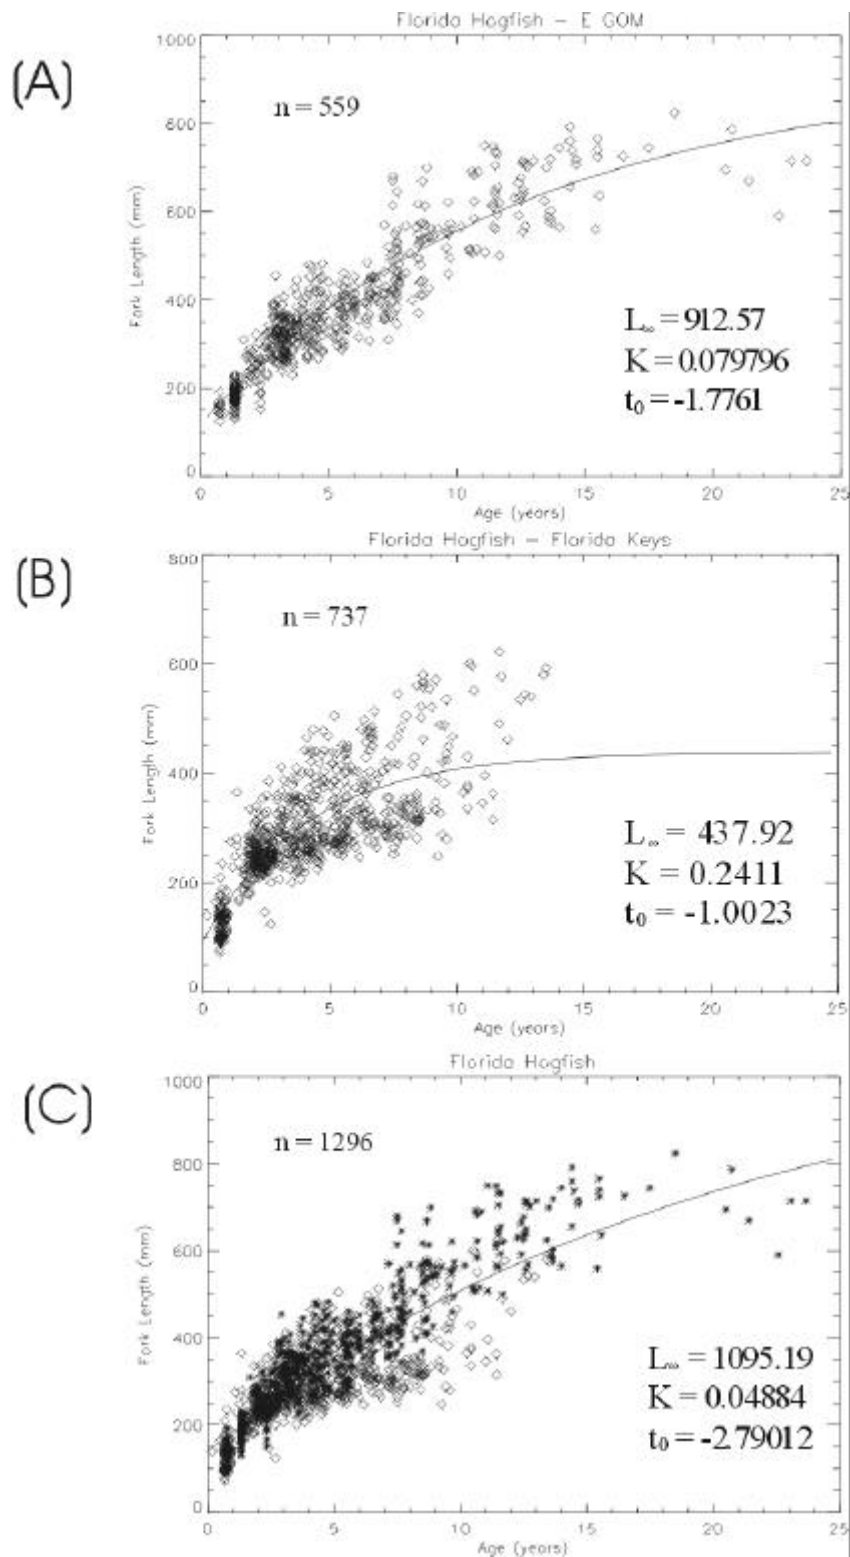 Florida Hogfish - E GOM
(A)
1000
800
600
400
200
0
Fork Length (mm)
n = 559
L∞ = 912.57
K = 0.079796
t0 = -1.7761
0 5 10 15 20 25
Age (years)
Florida Hogfish - Florida Keys
(B)
800
600
400
200
0
Fork Length (mm)
n = 737
L∞ = 437.92
K = 0.2411
t0 = -1.0023
0 5 10 15 20 25
Age (years)
Florida Hogfish
(C)
1000
800
600
400
200
0
Fork Length (mm)
n = 1296
L∞ = 1095.19
K = 0.04884
t0 = -2.79012
0 5 10 15 20 25
Age (years)